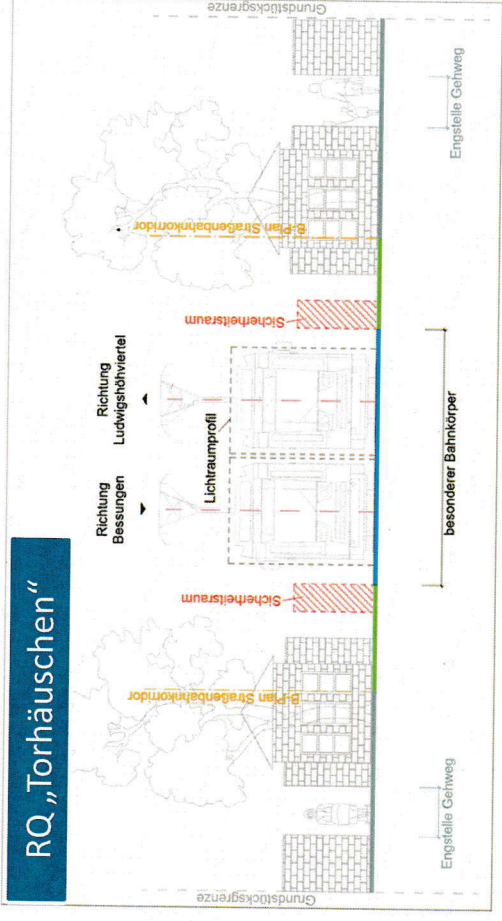 RQ „Torhäuschen“
Richtung
Bessungen
Richtung
Ludwigshöhviertel
Grundstücksgrenze
B-Plan Straßenbahnkorridor
Sicherheitsraum
Lichtraumprofil
Sicherheitsraum
B-Plan Straßenbahnkorridor
Grundstücksgrenze
Engstelle Gehweg
besonderer Bahnkörper
Engstelle Gehweg